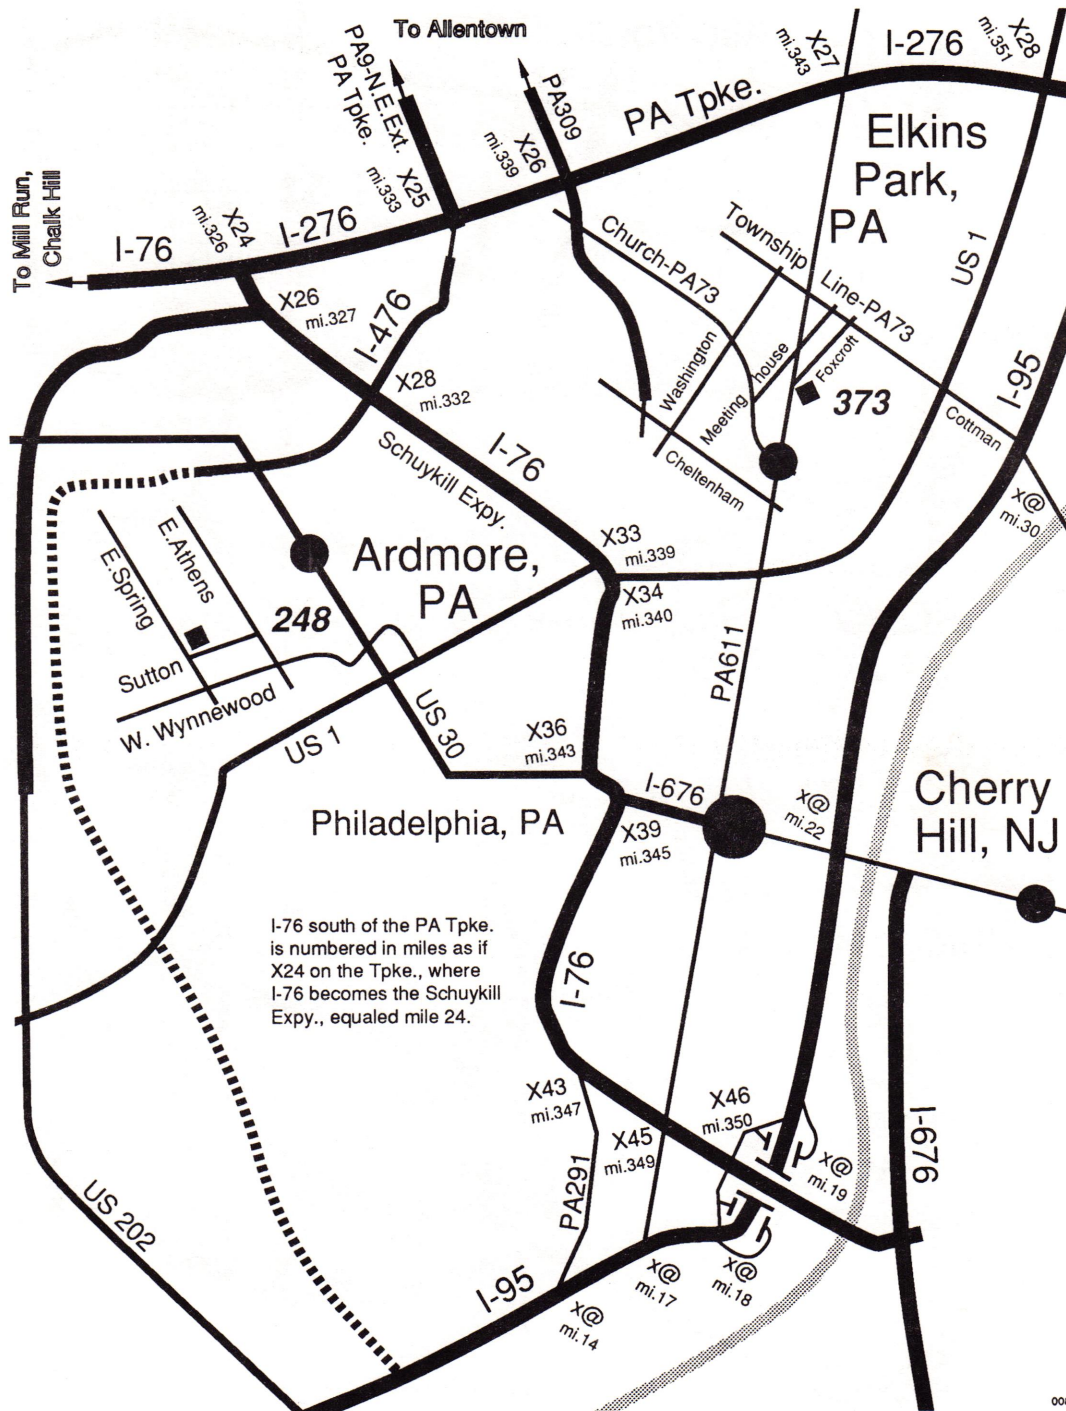 To Allentown
PA9-N.E.Ext.
PA Tpke.
PA309
X27
mi.343
I-276
X28
mi.351
PA Tpke.
X26
mi.339
X25
mi.333
Elkins
Park,
PA
To Mill Run,
Chalk Hill
X24
mi.326
I-276
I-76
Church-PA73
Township
Line-PA73
US 1
X26
mi.327
I-476
Washington
Meeting
house
Foxcroft
373
I-95
X28
mi.332
Cottman
Cheltenham
I-76
Schuykill Expy.
x@
mi.30
E.Spring
E.Athens
Ardmore,
PA
X33
mi.339
X34
mi.340
248
Sutton
W. Wynnewood
PA611
US 1
US 30
X36
mi.343
I-676
x@
mi.22
Cherry
Hill, NJ
Philadelphia, PA
X39
mi.345
I-76 south of the PA Tpke.
is numbered in miles as if
X24 on the Tpke., where
I-76 becomes the Schuykill
Expy., equaled mile 24.
I-76
X43
mi.347
X46
mi.350
X45
mi.349
I-676
x@
mi.19
PA291
US 202
x@
mi.17
x@
mi.18
I-95
x@
mi.14